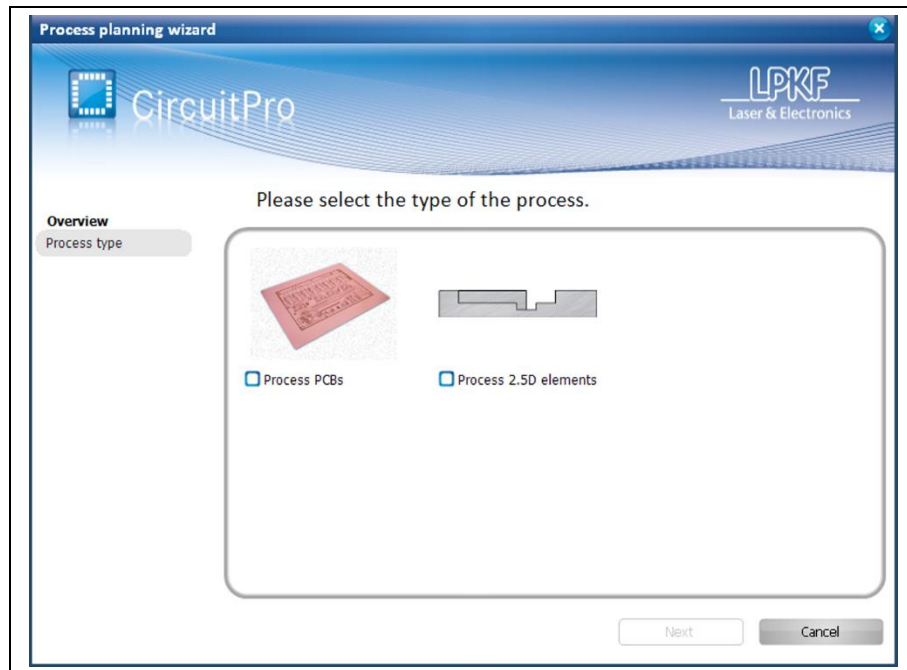 Process planning wizard
CircuitPro
LPKF
Laser & Electronics
Please select the type of the process.
Overview
Process type
Process PCBs
Process 2.5D elements
Next
Cancel